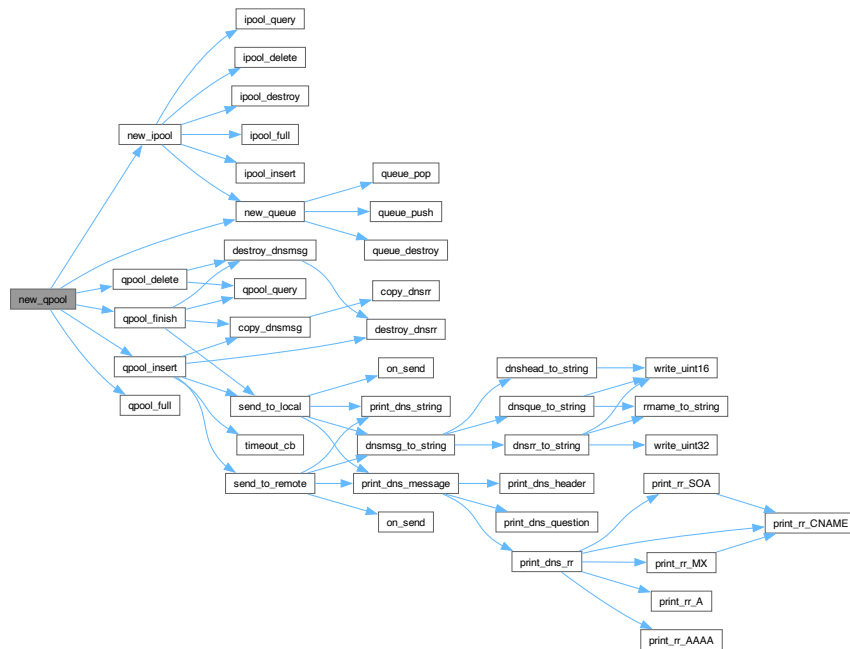 ipool_query
ipool_delete
ipool_destroy
new_ipool
ipool_full
ipool_insert
queue_pop
new_queue
queue_push
destroy_dnsmsg
queue_destroy
qpool_delete
qpool_query
copy_dnsrr
new_qpool
qpool_finish
copy_dnsmsg
destroy_dnsrr
qpool_insert
on_send
dnshead_to_string
write_uint16
qpool_full
send_to_local
print_dns_string
dnsque_to_string
rrname_to_string
timeout_cb
dnsmsg_to_string
dnsrr_to_string
write_uint32
send_to_remote
print_dns_message
print_dns_header
print_rr_SOA
on_send
print_dns_question
print_rr_CNAME
print_dns_rr
print_rr_MX
print_rr_A
print_rr_AAAA